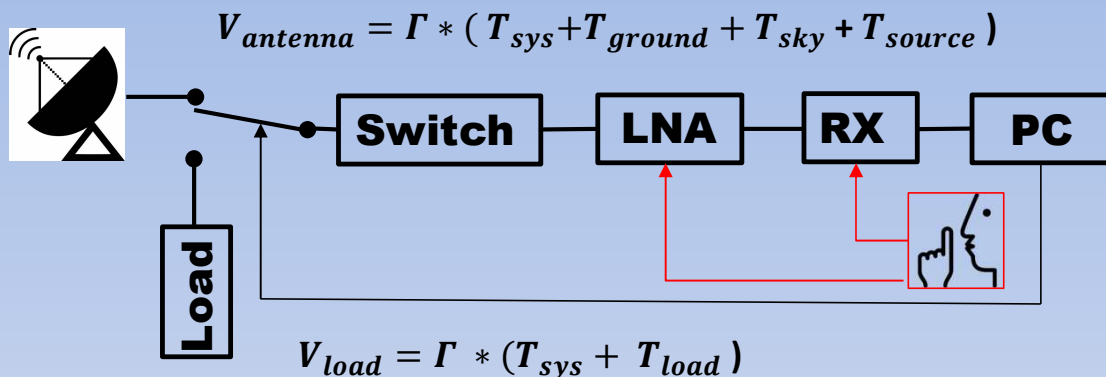 V_antenna = Γ * ( T_sys+T_ground + T_sky + T_source )
Switch
LNA
RX
PC
Load
V_load = Γ * (T_sys + T_load )